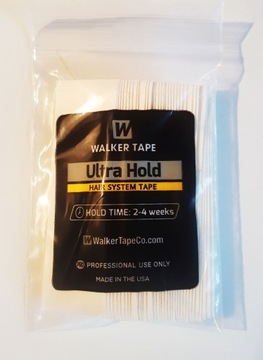 W
WALKER TAPE
Ultra Hold
HAIR SYSTEM TAPE
HOLD TIME: 2-4 weeks
WalkerTapeCo.com
PRO PROFESSIONAL USE ONLY
MADE IN THE USA